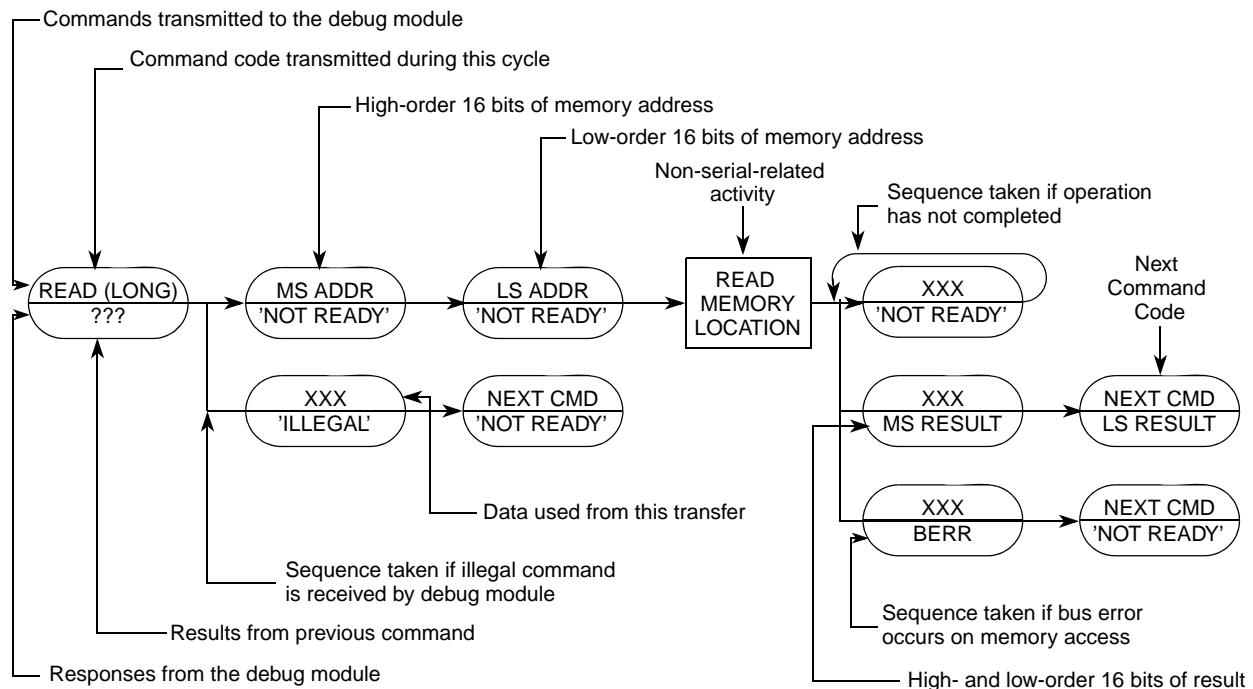 Commands transmitted to the debug module
Command code transmitted during this cycle
High-order 16 bits of memory address
Low-order 16 bits of memory address
Non-serial-related
activity
Sequence taken if operation
has not completed
Next
Command
Code
READ (LONG)
???
MS ADDR
'NOT READY'
LS ADDR
'NOT READY'
READ
MEMORY
LOCATION
XXX
'NOT READY'
XXX
'ILLEGAL'
NEXT CMD
'NOT READY'
XXX
MS RESULT
NEXT CMD
LS RESULT
XXX
BERR
NEXT CMD
'NOT READY'
Data used from this transfer
Sequence taken if illegal command
is received by debug module
Results from previous command
Sequence taken if bus error
occurs on memory access
Responses from the debug module
High- and low-order 16 bits of result